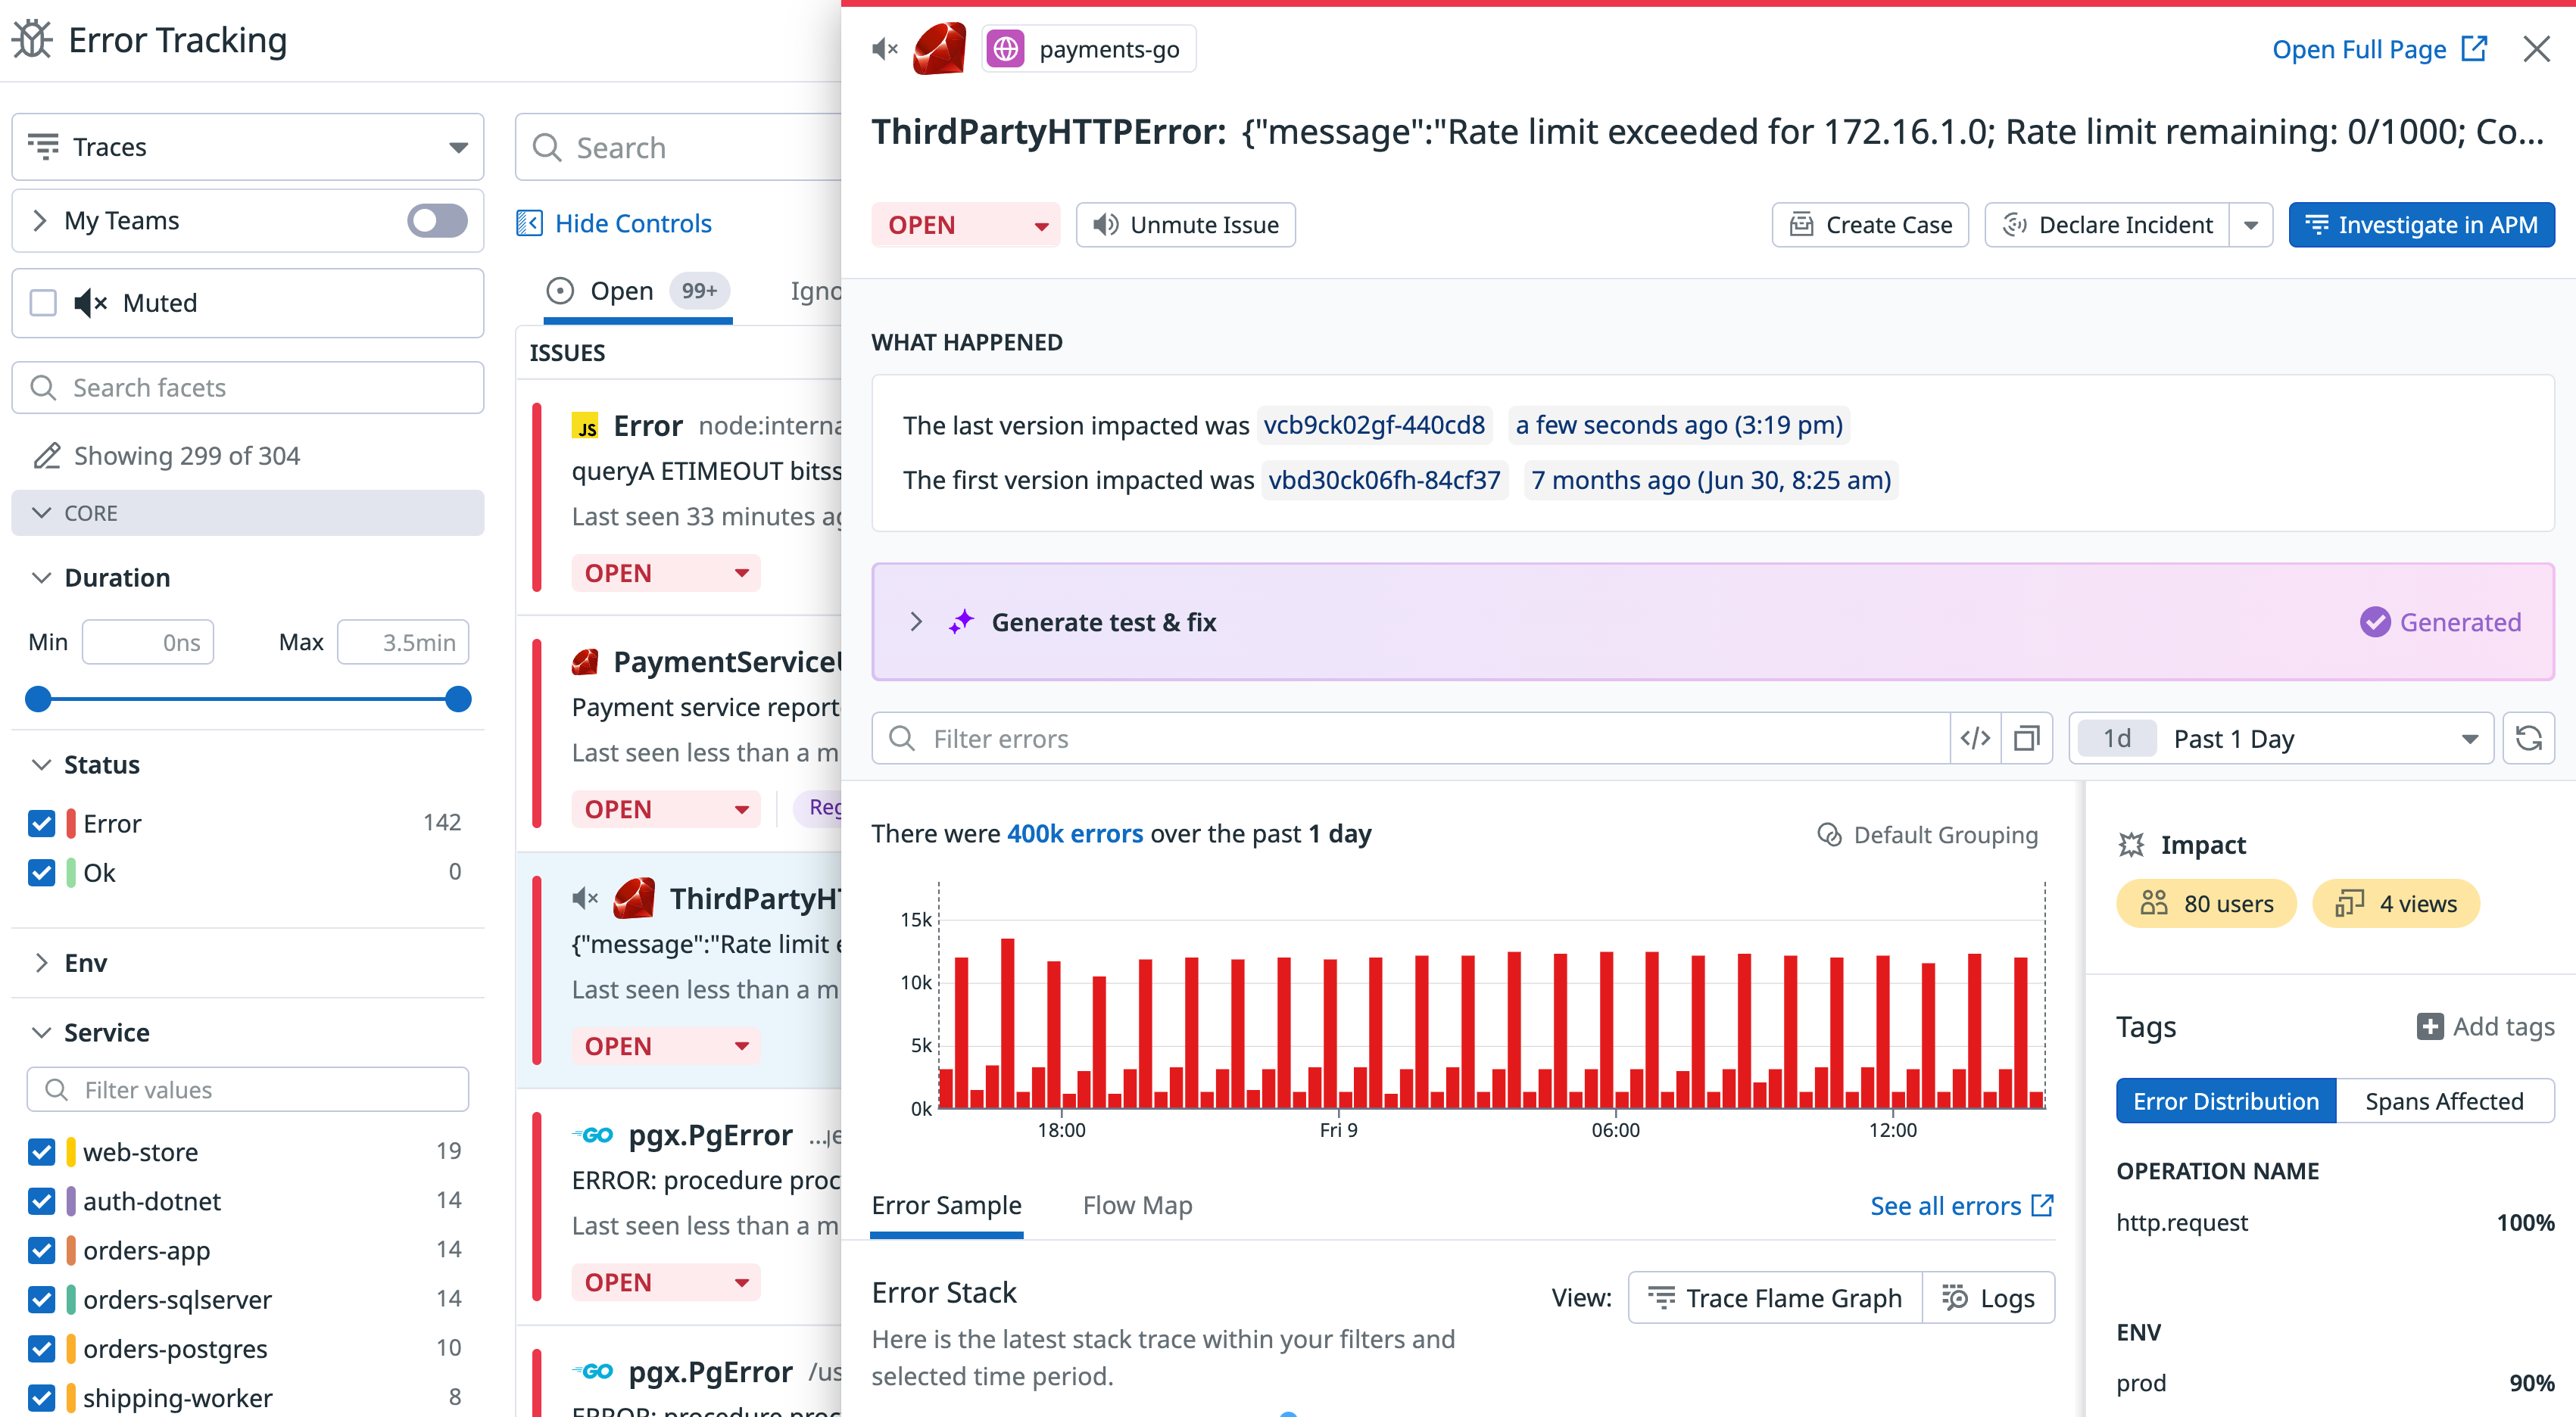 Error Tracking
Traces
My Teams
Muted
Search facets
Showing 299 of 304
CORE
Duration
Min 0ns Max 3.5min
Status
Error 142
Ok 0
Env
Service
Filter values
web-store 19
auth-dotnet 14
orders-app 14
orders-sqlserver 14
orders-postgres 10
shipping-worker 8
Search
Hide Controls
Open 99+ Igno
ISSUES
JS Error node:interna
queryA ETIMEOUT bitss
Last seen 33 minutes ag
OPEN
PaymentServiceU
Payment service report
Last seen less than a m
OPEN Reg
ThirdPartyHT
{"message":"Rate limit e
Last seen less than a m
OPEN
GO pgx.PgError ...je
ERROR: procedure proc
Last seen less than a m
OPEN
GO pgx.PgError /us
ERROR: procedure proc
payments-go
Open Full Page
ThirdPartyHTTPError: {"message":"Rate limit exceeded for 172.16.1.0; Rate limit remaining: 0/1000; Co...
OPEN Unmute Issue Create Case Declare Incident Investigate in APM
WHAT HAPPENED
The last version impacted was vcb9ck02gf-440cd8 a few seconds ago (3:19 pm)
The first version impacted was vbd30ck06fh-84cf37 7 months ago (Jun 30, 8:25 am)
Generate test & fix Generated
Filter errors </> 1d Past 1 Day
There were 400k errors over the past 1 day Default Grouping
15k
10k
5k
0k
18:00 Fri 9 06:00 12:00
Error Sample Flow Map See all errors
Error Stack View: Trace Flame Graph Logs
Here is the latest stack trace within your filters and
selected time period.
Impact
80 users 4 views
Tags Add tags
Error Distribution Spans Affected
OPERATION NAME
http.request 100%
ENV
prod 90%